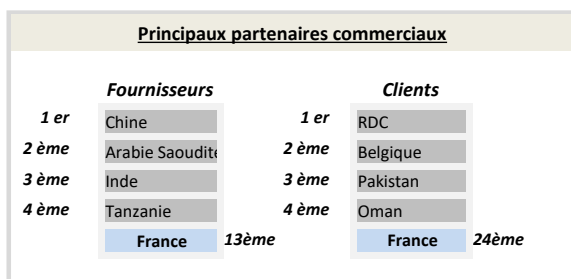 Principaux partenaires commerciaux
Fournisseurs Clients
1 er Chine 1 er RDC
2 ème Arabie Saoudite 2 ème Belgique
3 ème Inde 3 ème Pakistan
4 ème Tanzanie 4 ème Oman
France 13ème France 24ème